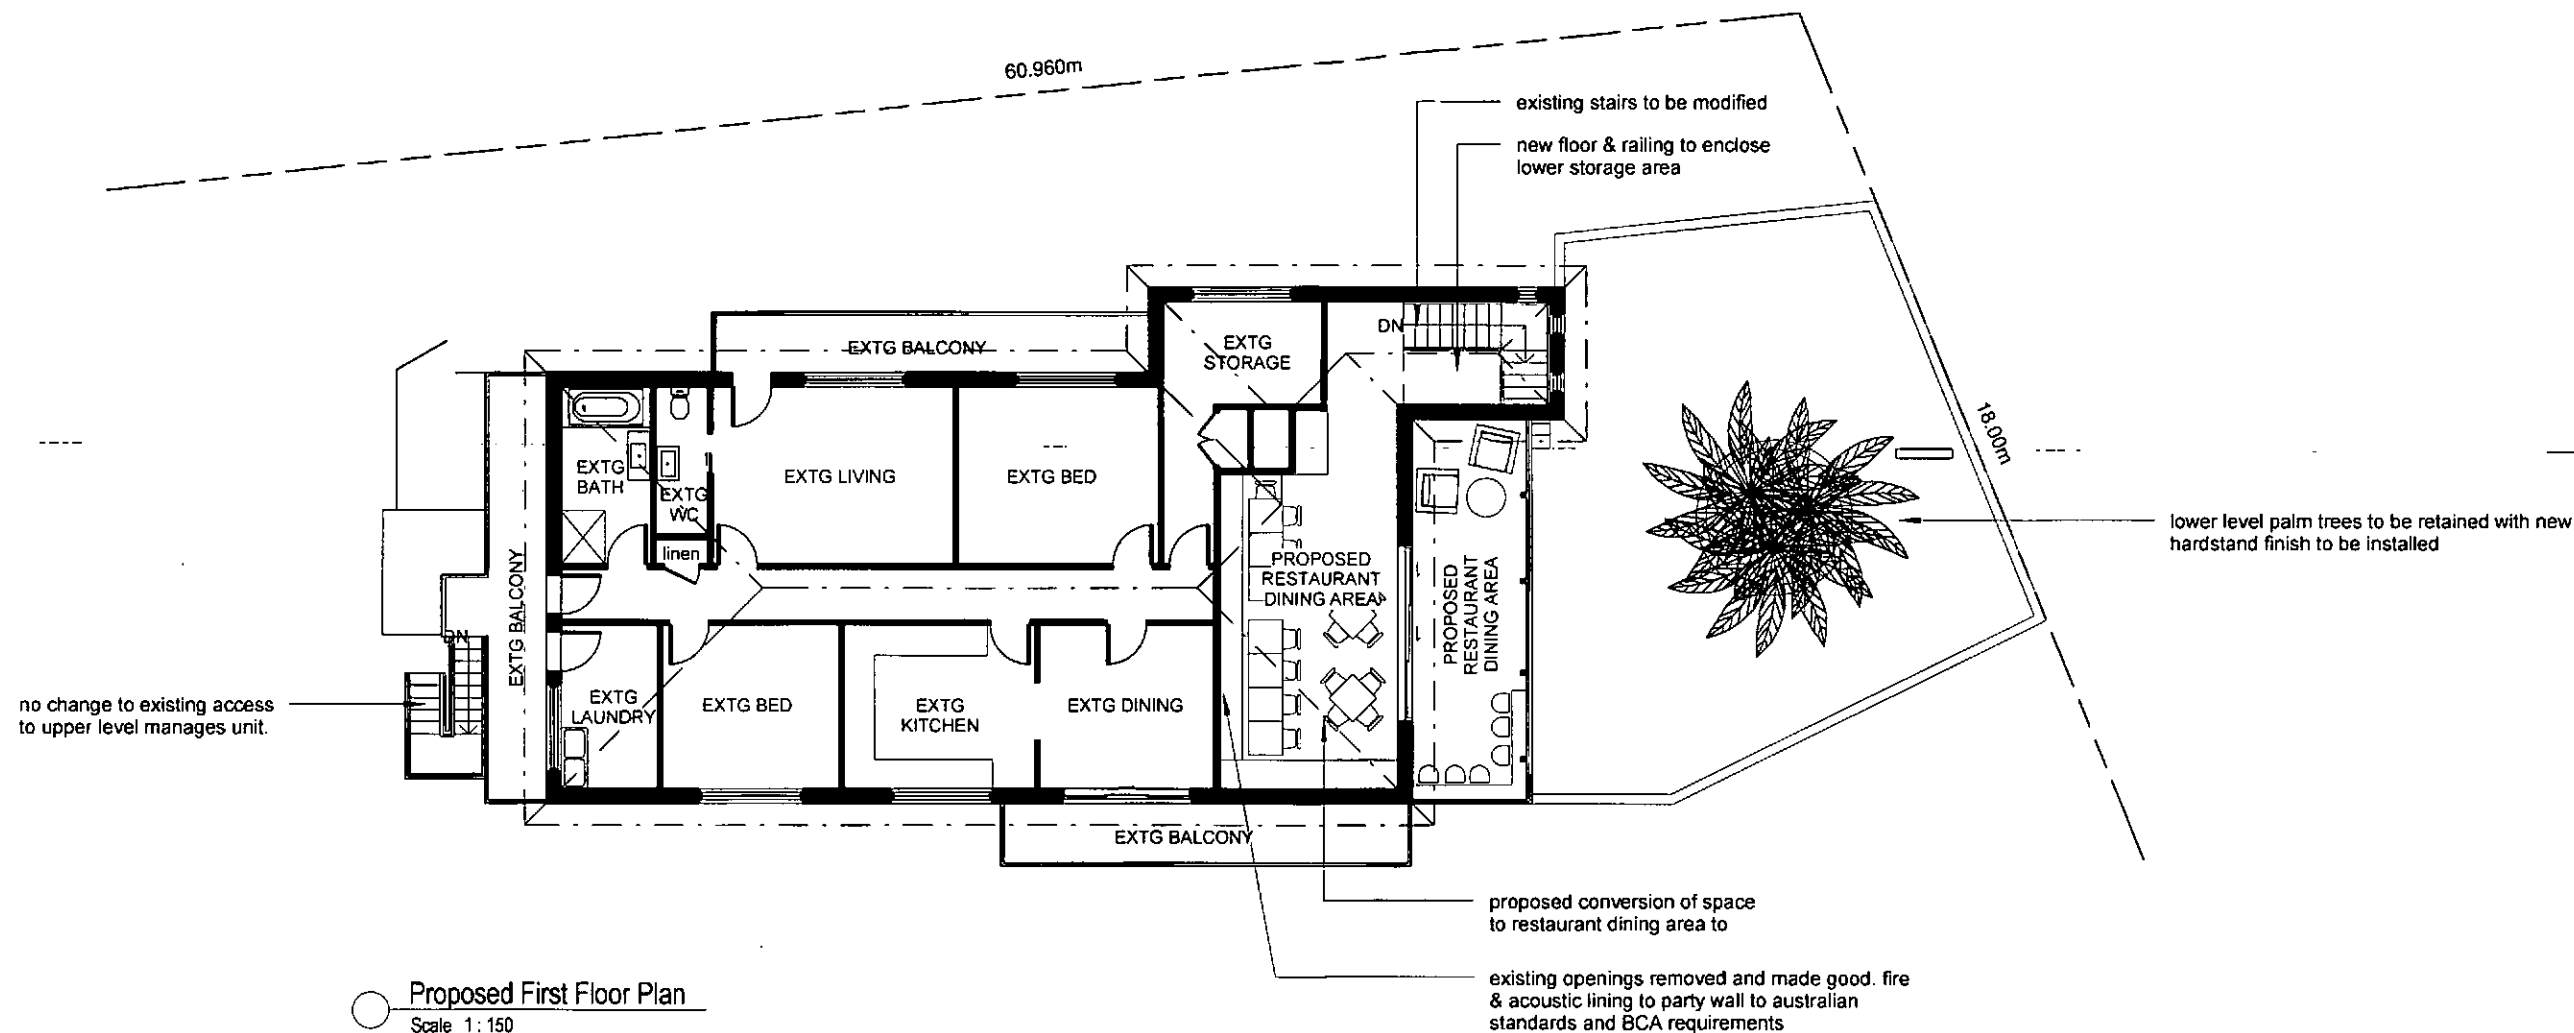 60.960m
existing stairs to be modified
new floor & railing to enclose
lower storage area
DN
EXTG BALCONY
EXTG
STORAGE
18.00m
EXTG
BATH
EXTG
WC
EXTG LIVING
EXTG BED
linen
PROPOSED
RESTAURANT
DINING AREA
PROPOSED
RESTAURANT
DINING AREA
lower level palm trees to be retained with new
hardstand finish to be installed
EXTG BALCONY
DN
no change to existing access
to upper level manages unit.
EXTG
LAUNDRY
EXTG BED
EXTG
KITCHEN
EXTG DINING
EXTG BALCONY
proposed conversion of space
to restaurant dining area to
existing openings removed and made good. fire
& acoustic lining to party wall to australian
standards and BCA requirements
Proposed First Floor Plan
Scale 1 : 150